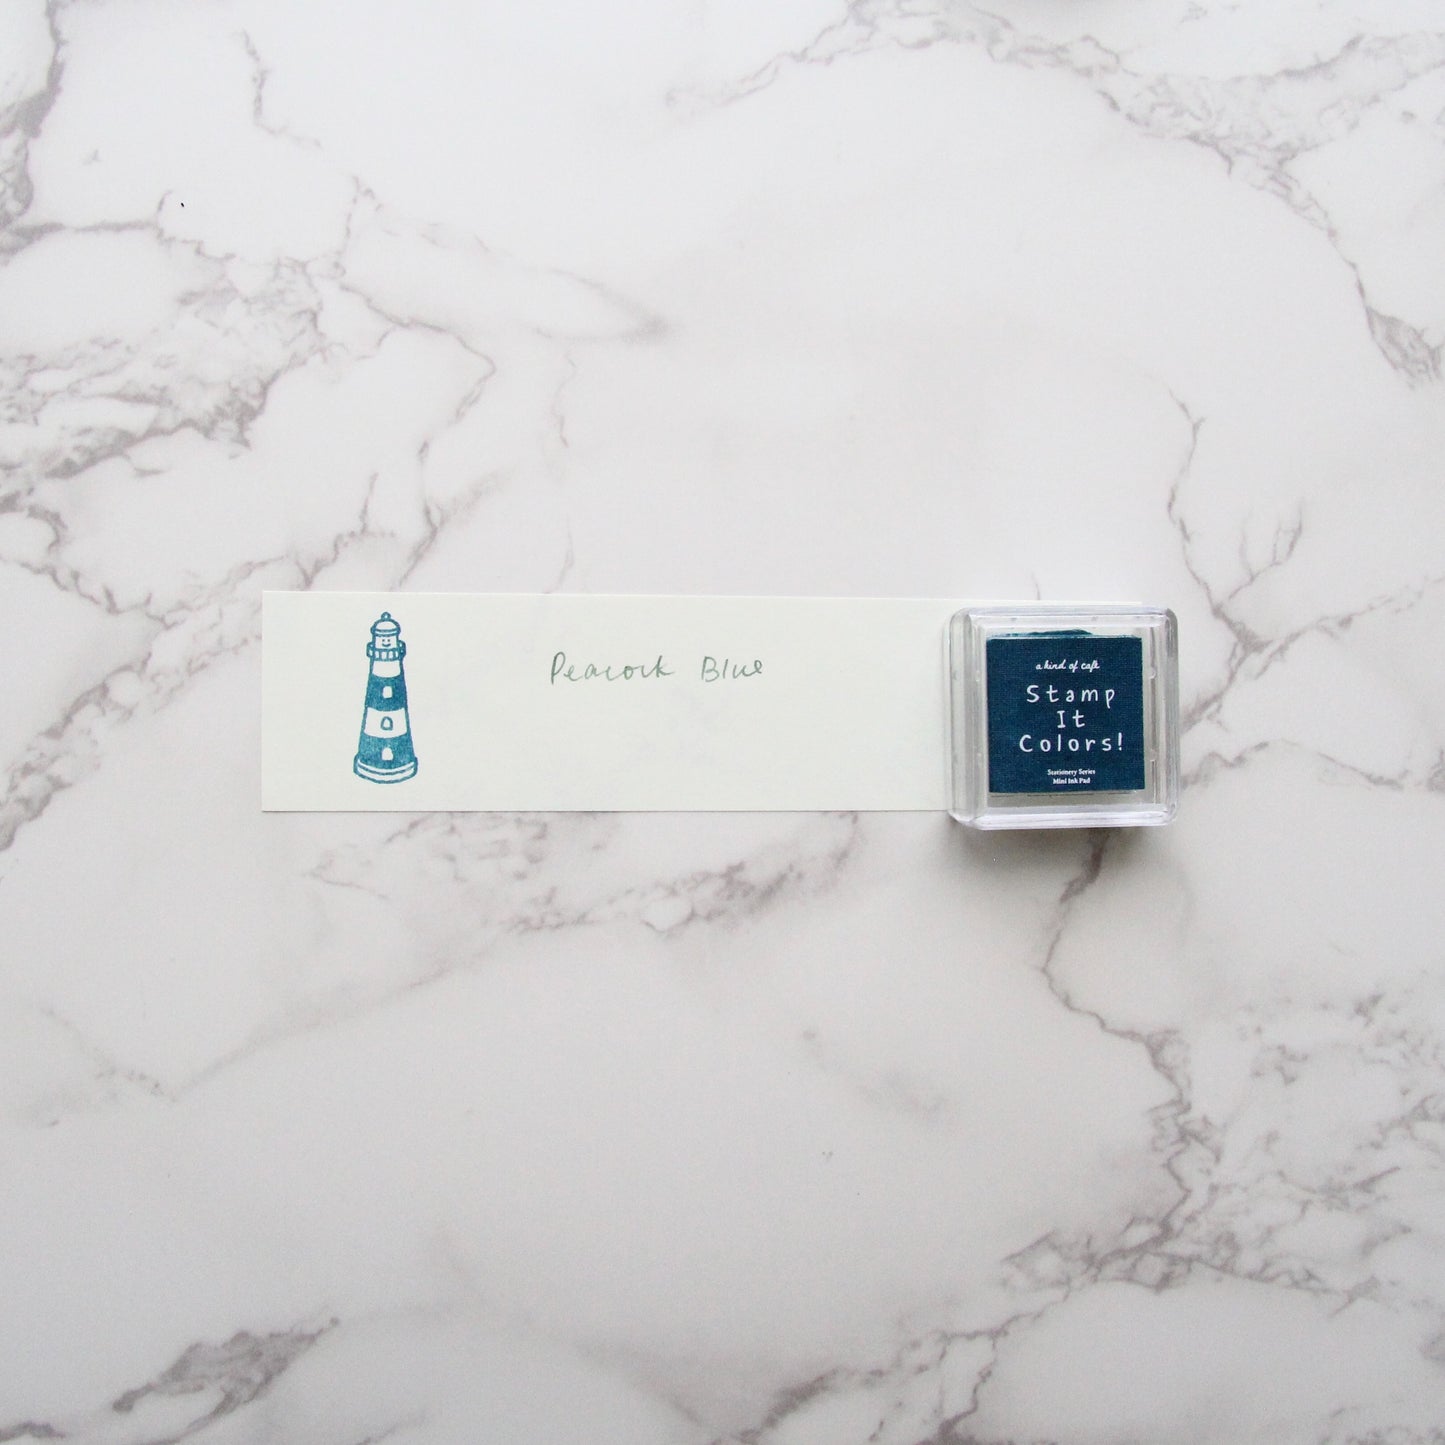 Peacock Blue
a kind of café
Stamp
It
Colors!
Stationery Series
Mini Ink Pad